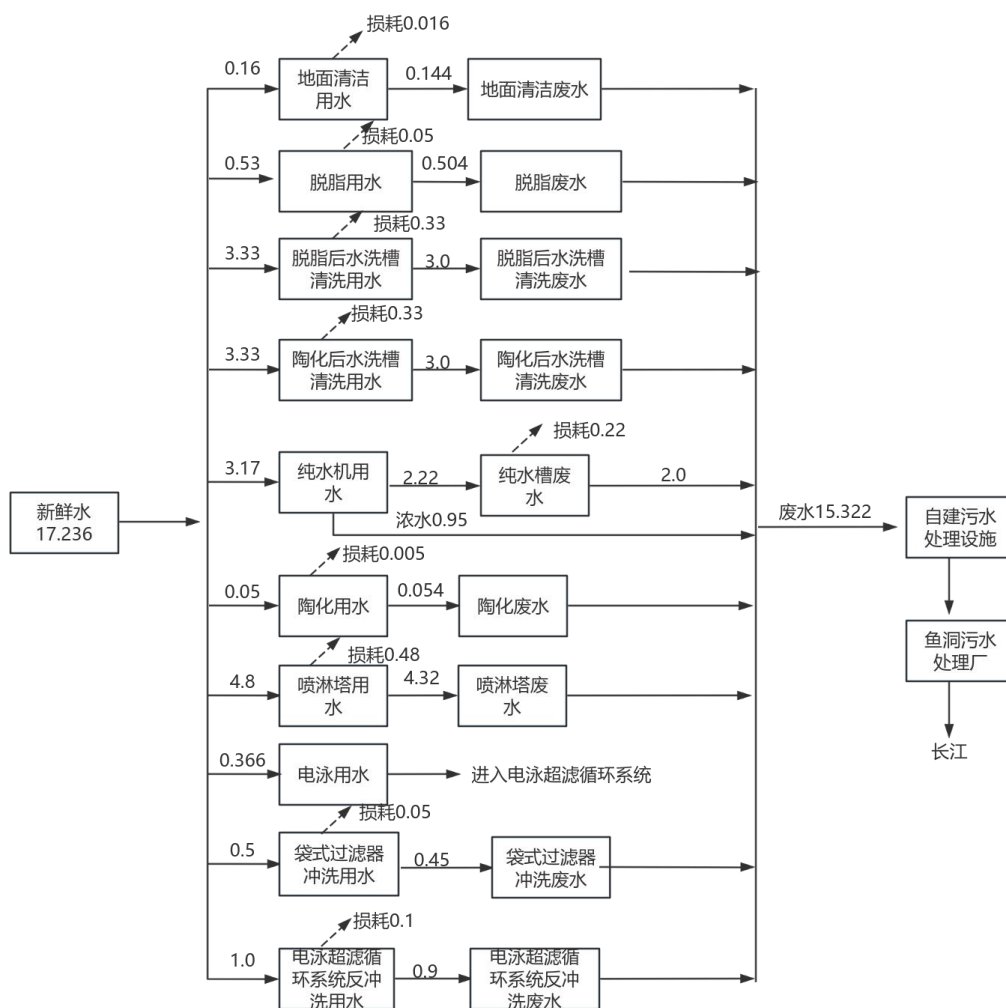 损耗0.016
0.16
地面清洁
用水
0.144
地面清洁废水
损耗0.05
0.53
脱脂用水
0.504
脱脂废水
损耗0.33
3.33
脱脂后水洗槽
清洗用水
3.0
脱脂后水洗槽
清洗废水
损耗0.33
3.33
陶化后水洗槽
清洗用水
3.0
陶化后水洗槽
清洗废水
损耗0.22
3.17
纯水机用
水
2.22
纯水槽废
水
2.0
浓水0.95
新鲜水
17.236
废水15.322
自建污水
处理设施
损耗0.005
0.05
陶化用水
0.054
陶化废水
鱼洞污水
处理厂
损耗0.48
4.8
喷淋塔用
水
4.32
喷淋塔废
水
长江
0.366
电泳用水
进入电泳超滤循环系统
损耗0.05
0.5
袋式过滤器
冲洗用水
0.45
袋式过滤器
冲洗废水
损耗0.1
1.0
电泳超滤循
环系统反冲
洗用水
0.9
电泳超滤循
环系统反冲
洗废水